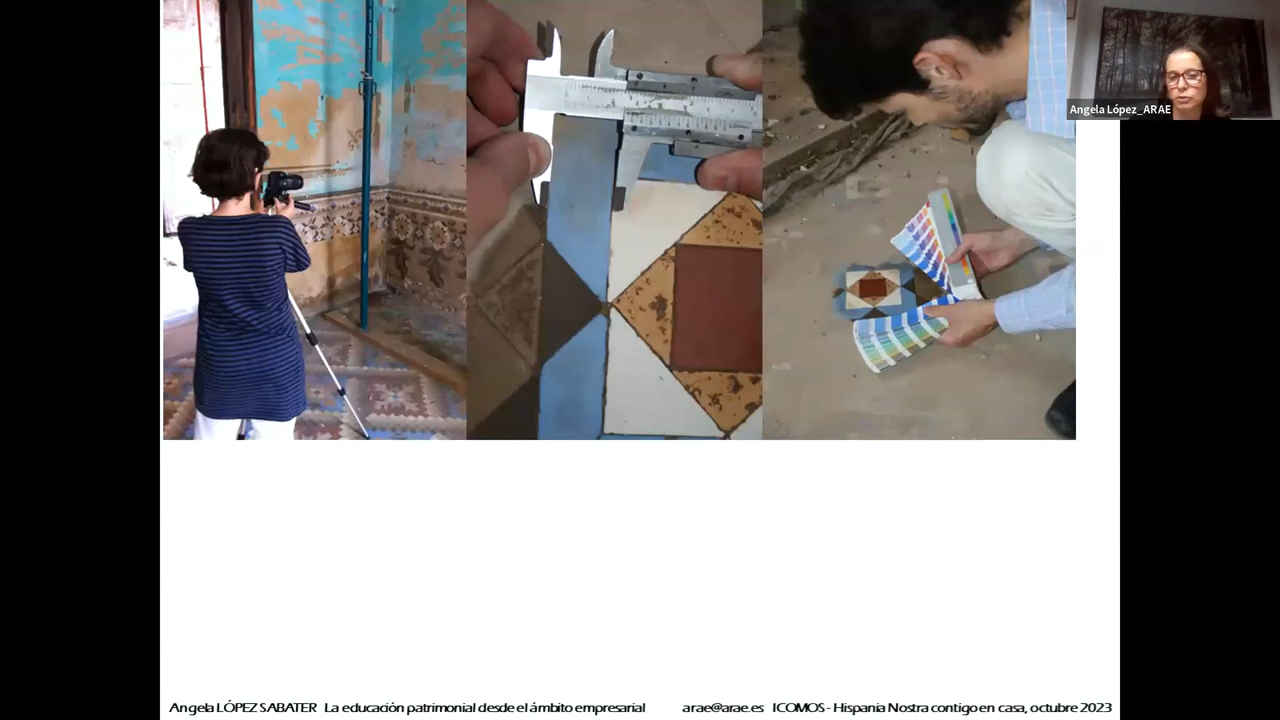 Angela López_ARAE
Angela LÓPEZ SABATER La educación patrimonial desde el ámbito empresarial arae@arae.es ICOMOS - Hispania Nostra contigo en casa, octubre 2023